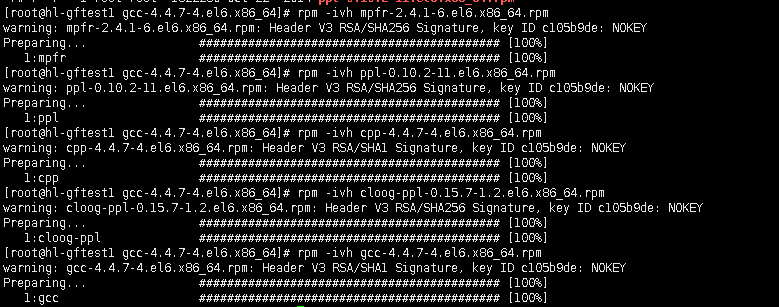 [root@hl-gftest1 gcc-4.4.7-4.el6.x86_64]# rpm -ivh mpfr-2.4.1-6.el6.x86_64.rpm
warning: mpfr-2.4.1-6.el6.x86_64.rpm: Header V3 RSA/SHA256 Signature, key ID c105b9de: NOKEY
Preparing... ########################################### [100%]
1:mpfr ########################################### [100%]
[root@hl-gftest1 gcc-4.4.7-4.el6.x86_64]# rpm -ivh ppl-0.10.2-11.el6.x86_64.rpm
warning: ppl-0.10.2-11.el6.x86_64.rpm: Header V3 RSA/SHA256 Signature, key ID c105b9de: NOKEY
Preparing... ########################################### [100%]
1:ppl ########################################### [100%]
[root@hl-gftest1 gcc-4.4.7-4.el6.x86_64]# rpm -ivh cpp-4.4.7-4.el6.x86_64.rpm
warning: cpp-4.4.7-4.el6.x86_64.rpm: Header V3 RSA/SHA1 Signature, key ID c105b9de: NOKEY
Preparing... ########################################### [100%]
1:cpp ########################################### [100%]
[root@hl-gftest1 gcc-4.4.7-4.el6.x86_64]# rpm -ivh cloog-ppl-0.15.7-1.2.el6.x86_64.rpm
warning: cloog-ppl-0.15.7-1.2.el6.x86_64.rpm: Header V3 RSA/SHA256 Signature, key ID c105b9de: NOKEY
Preparing... ########################################### [100%]
1:cloog-ppl ########################################### [100%]
[root@hl-gftest1 gcc-4.4.7-4.el6.x86_64]# rpm -ivh gcc-4.4.7-4.el6.x86_64.rpm
warning: gcc-4.4.7-4.el6.x86_64.rpm: Header V3 RSA/SHA1 Signature, key ID c105b9de: NOKEY
Preparing... ########################################### [100%]
1:gcc ########################################### [100%]